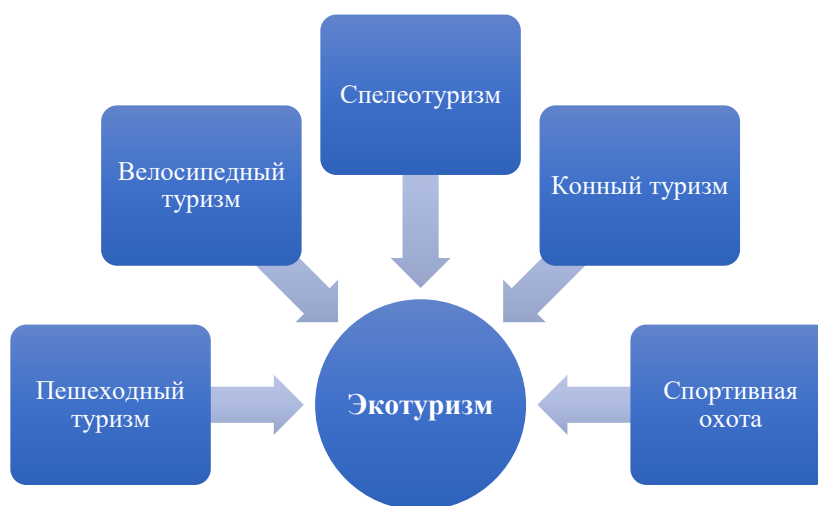 Спелеотуризм
Велосипедный
туризм
Конный туризм
Пешеходный
туризм
Экотуризм
Спортивная
охота